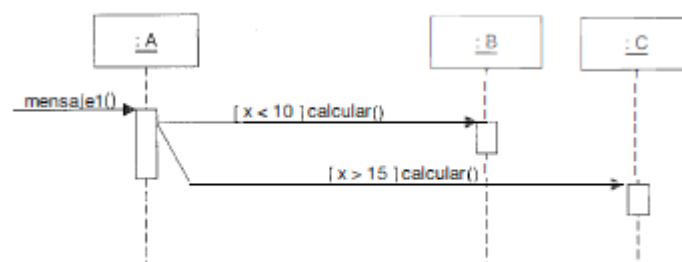 : A
: B
: C
mensaje1()
[ x < 10 ] calcular()
[ x > 15 ] calcular()